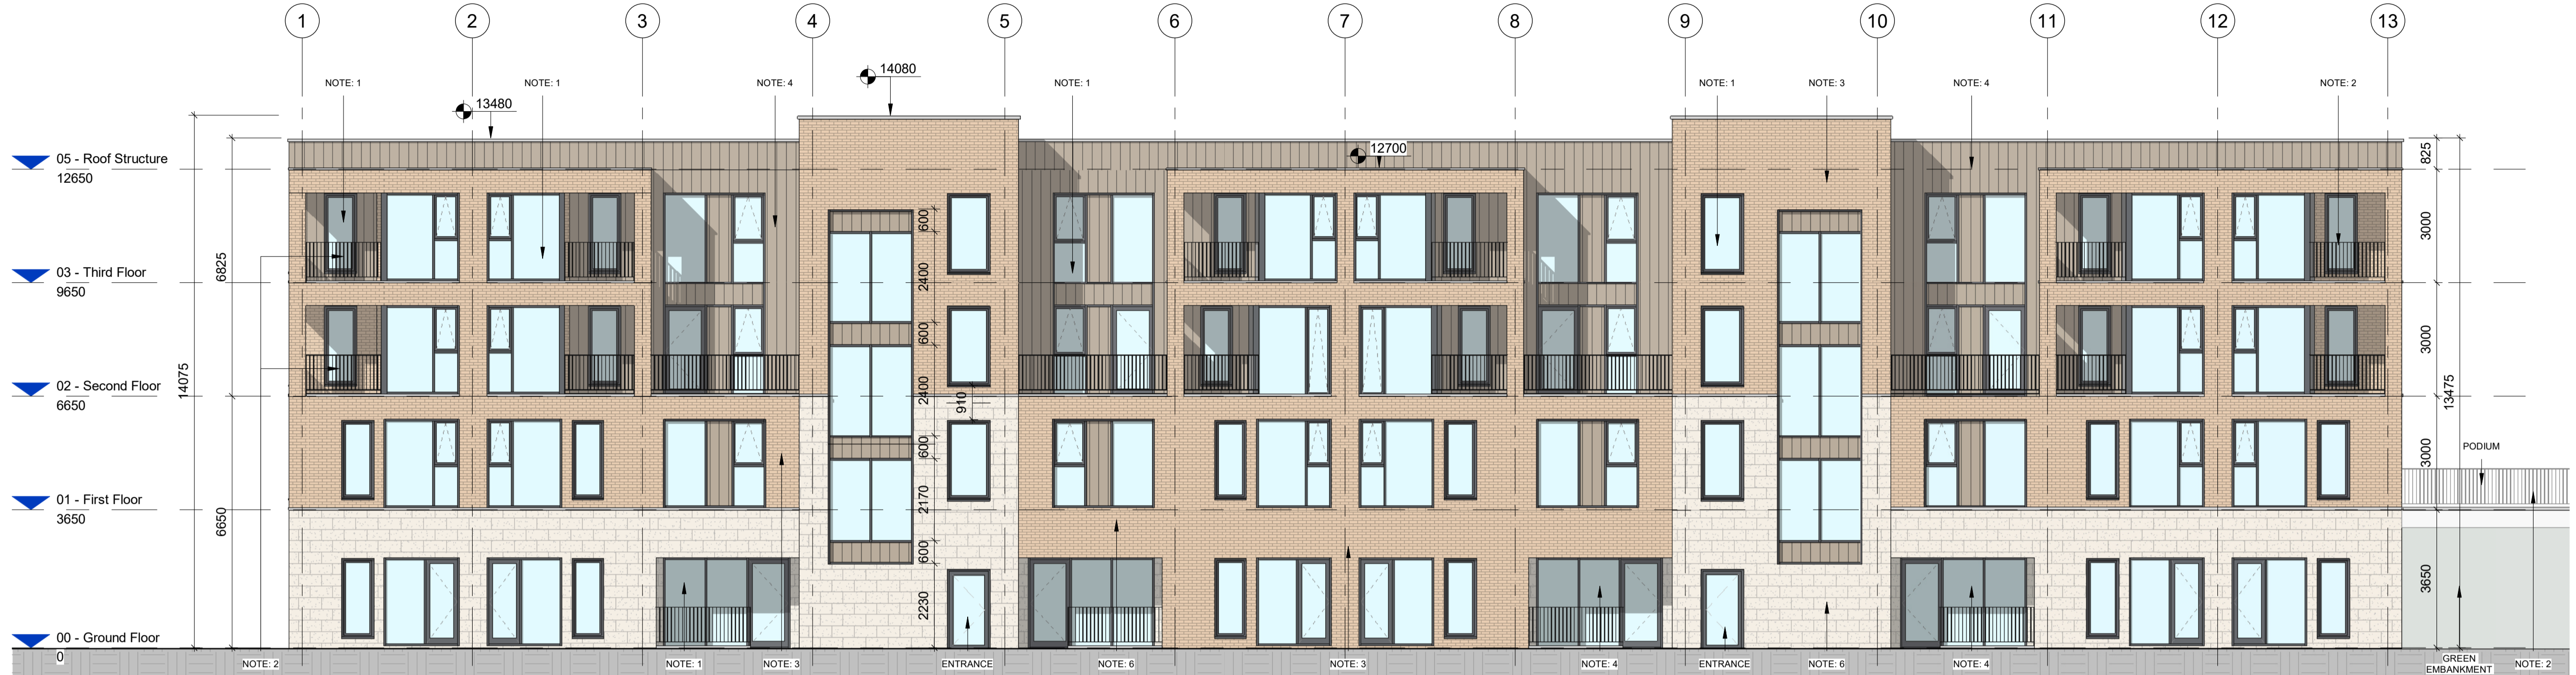 1 2 3 4 5 6 7 8 9 10 11 12 13
NOTE: 1 NOTE: 1 NOTE: 4 14080 NOTE: 1 NOTE: 1 NOTE: 3 NOTE: 4 NOTE: 2
13480
12700
05 - Roof Structure
12650
03 - Third Floor
9650
02 - Second Floor
6650
01 - First Floor
3650
00 - Ground Floor
0
14075
6825
6650
600
2400
600
2400
600
2170
600
2230
910
825
3000
3000
3000
3650
13475
PODIUM
NOTE: 2 NOTE: 1 NOTE: 3 ENTRANCE NOTE: 6 NOTE: 3 NOTE: 4 ENTRANCE NOTE: 6 NOTE: 4
GREEN
EMBANKMENT
NOTE: 2